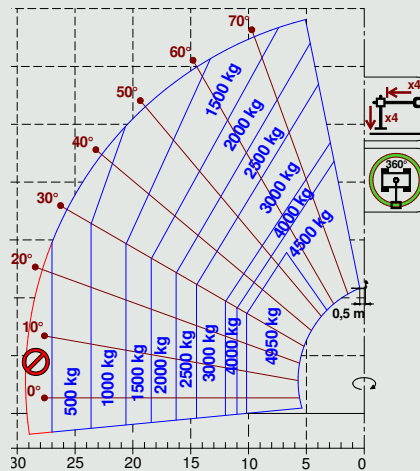 70°
60°
50°
40°
30°
20°
10°
0°
1500 kg
2000 kg
2500 kg
3000 kg
4000 kg
4500 kg
500 kg
1000 kg
1500 kg
2000 kg
2500 kg
3000 kg
4000 kg
4950 kg
x4
x4
360°
0,5 m
30 25 20 15 10 5 0